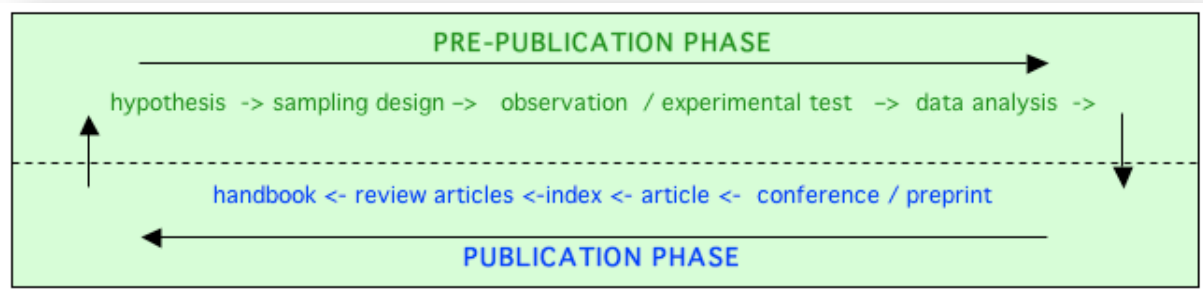 PRE-PUBLICATION PHASE
hypothesis -> sampling design –> observation / experimental test –> data analysis ->
handbook <- review articles <-index <- article <- conference / preprint
PUBLICATION PHASE